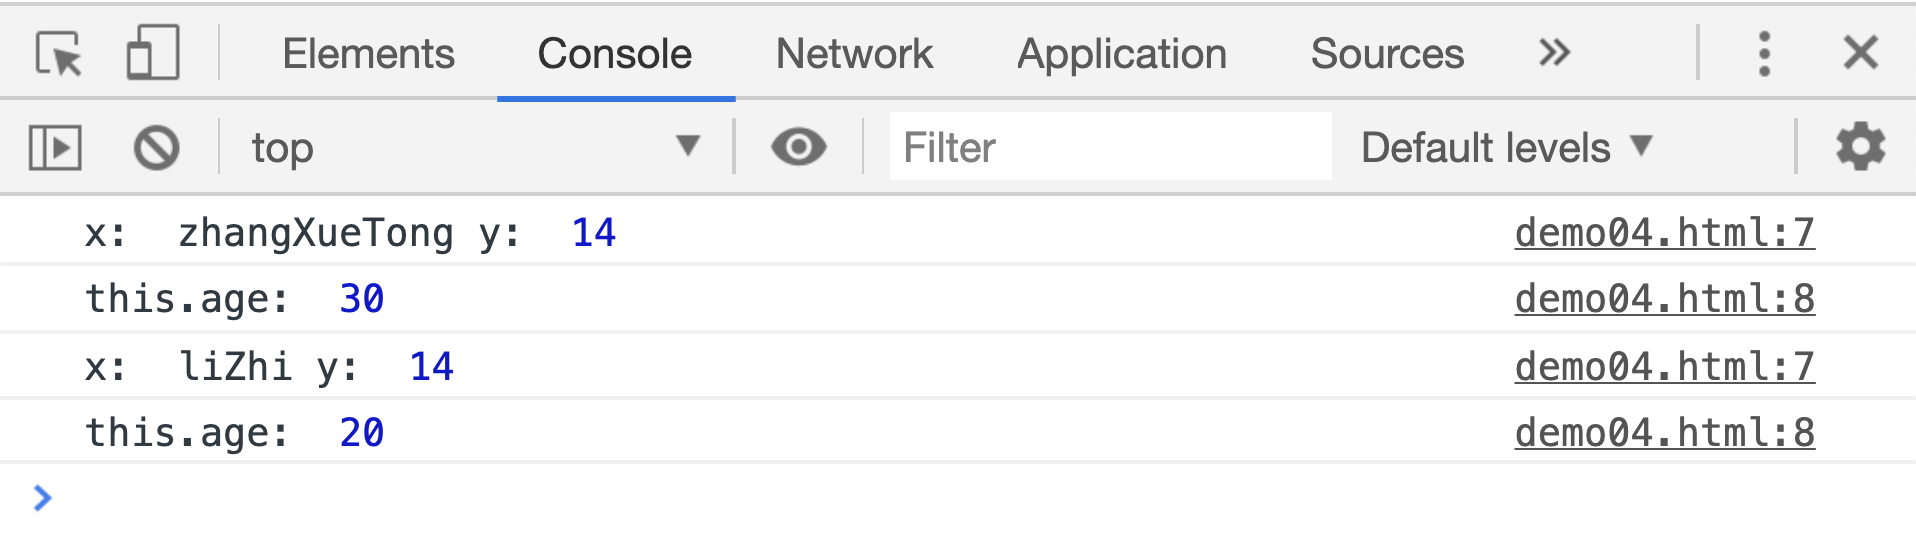 Elements Console Network Application Sources
top Filter Default levels
x:  zhangXueTong y:  14 demo04.html:7
this.age:  30 demo04.html:8
x:  liZhi y:  14 demo04.html:7
this.age:  20 demo04.html:8